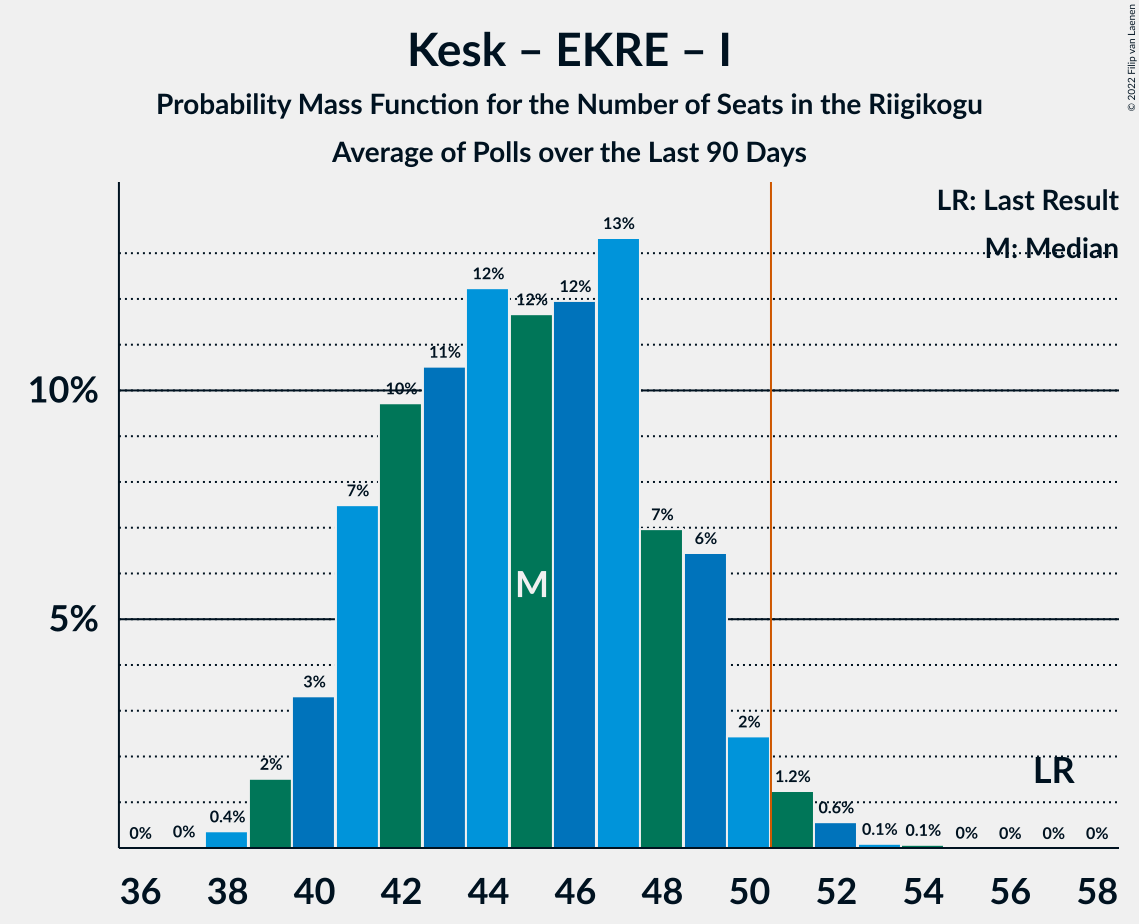 Kesk – EKRE – I
Probability Mass Function for the Number of Seats in the Riigikogu
Average of Polls over the Last 90 Days
© 2022 Filip van Laenen
LR: Last Result
M: Median
10%
5%
0%
0%
0.4%
2%
3%
7%
10%
11%
12%
12%
12%
13%
7%
6%
2%
1.2%
0.6%
0.1%
0.1%
0%
0%
0%
0%
M
LR
36 38 40 42 44 46 48 50 52 54 56 58